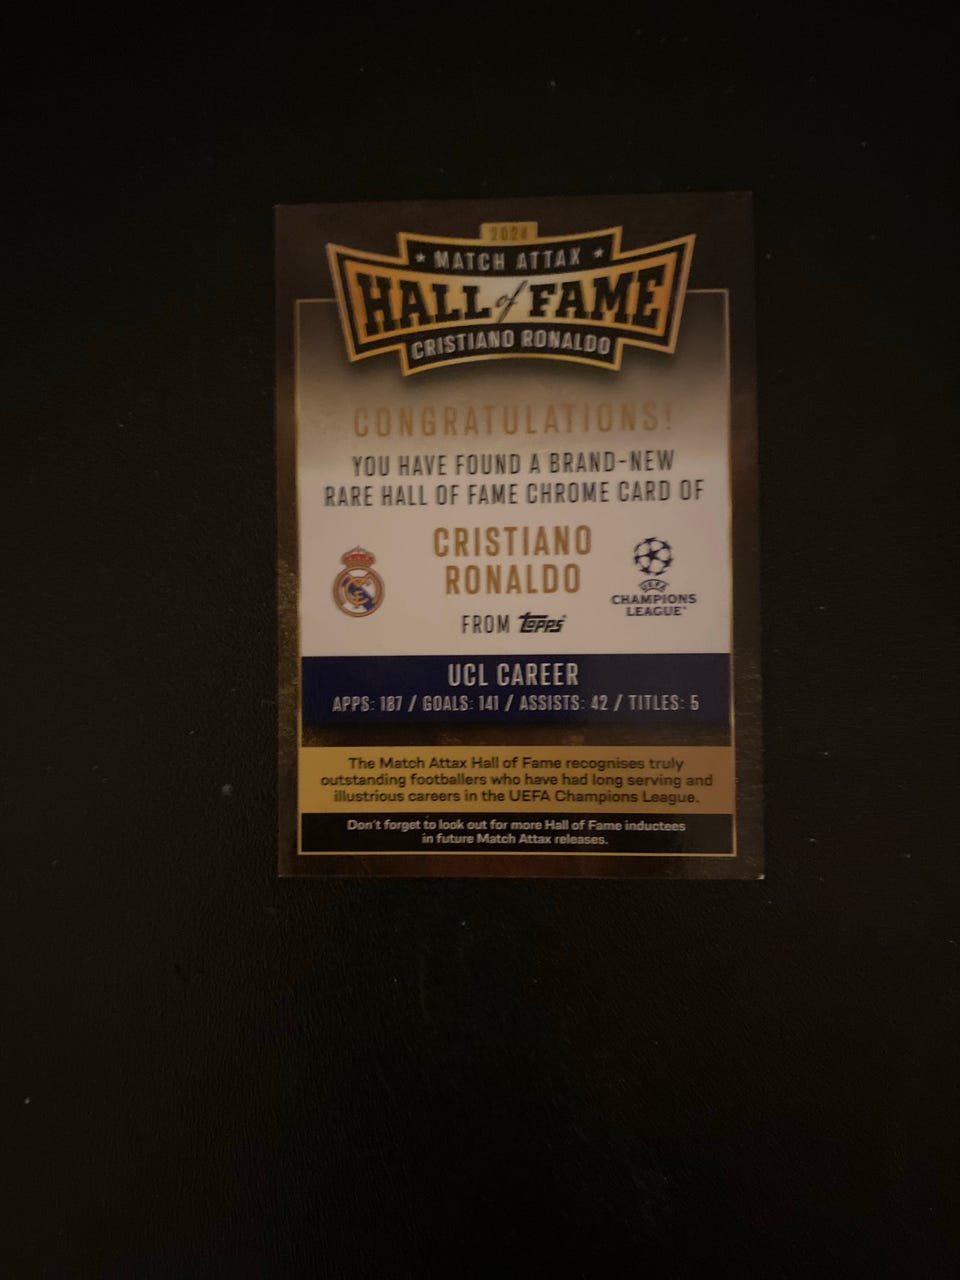 2024
★ MATCH ATTAX ★
HALL of FAME
CRISTIANO RONALDO
CONGRATULATIONS!
YOU HAVE FOUND A BRAND-NEW
RARE HALL OF FAME CHROME CARD OF
CRISTIANO
RONALDO
FROM Topps®
UEFA
CHAMPIONS
LEAGUE®
UCL CAREER
APPS: 187 / GOALS: 141 / ASSISTS: 42 / TITLES: 5
The Match Attax Hall of Fame recognises truly
outstanding footballers who have had long serving and
illustrious careers in the UEFA Champions League.
Don't forget to look out for more Hall of Fame inductees
in future Match Attax releases.